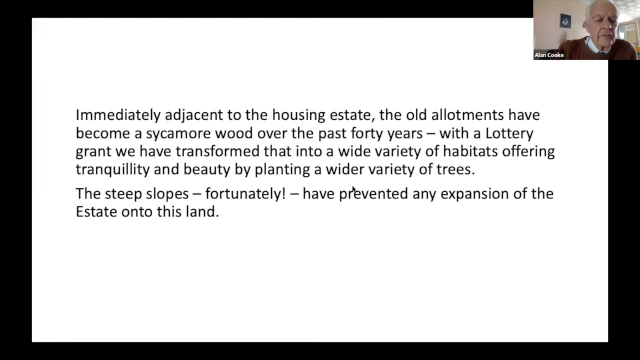 Alan Cooke
Immediately adjacent to the housing estate, the old allotments have
become a sycamore wood over the past forty years – with a Lottery
grant we have transformed that into a wide variety of habitats offering
tranquillity and beauty by planting a wider variety of trees.
The steep slopes – fortunately! – have prevented any expansion of the
Estate onto this land.